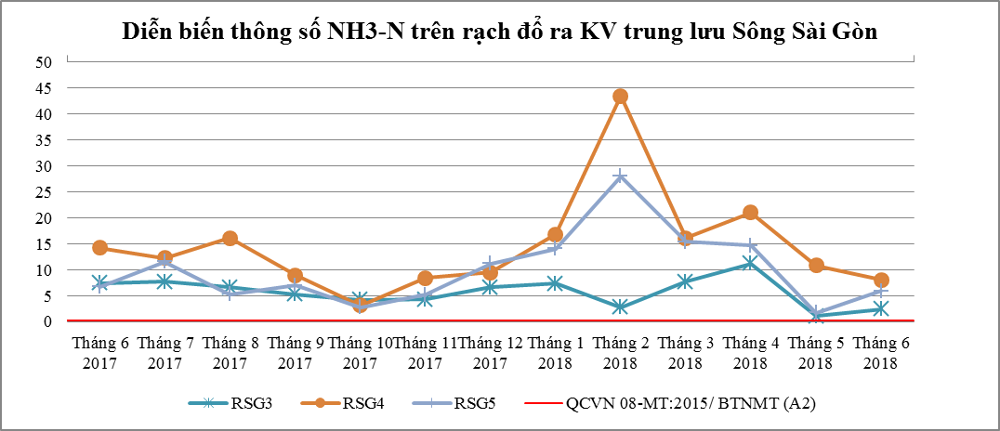 Diễn biến thông số NH3-N trên rạch đổ ra KV trung lưu Sông Sài Gòn
50
45
40
35
30
25
20
15
10
5
0
Tháng 6 Tháng 7 Tháng 8 Tháng 9 Tháng 10 Tháng 11 Tháng 12 Tháng 1 Tháng 2 Tháng 3 Tháng 4 Tháng 5 Tháng 6
2017 2017 2017 2017 2017 2017 2017 2018 2018 2018 2018 2018 2018
RSG3 RSG4 RSG5 QCVN 08-MT:2015/ BTNMT (A2)